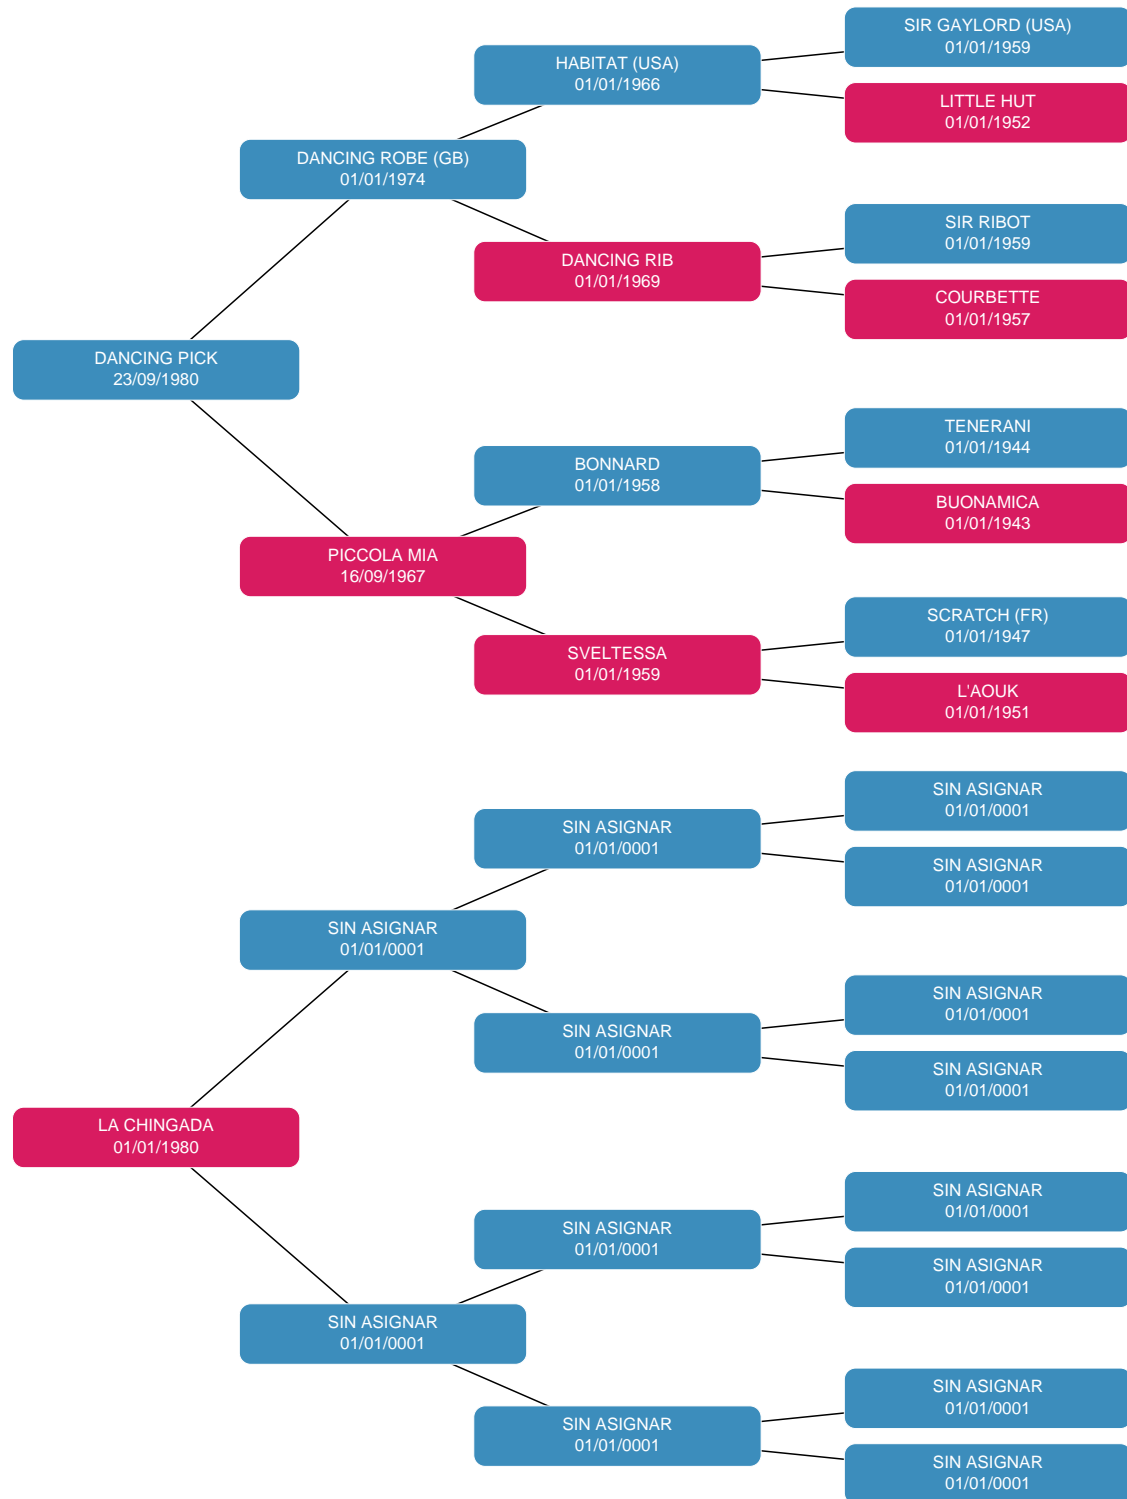 SIR GAYLORD (USA)
01/01/1959
HABITAT (USA)
01/01/1966
LITTLE HUT
01/01/1952
DANCING ROBE (GB)
01/01/1974
SIR RIBOT
01/01/1959
DANCING RIB
01/01/1969
COURBETTE
01/01/1957
DANCING PICK
23/09/1980
TENERANI
01/01/1944
BONNARD
01/01/1958
BUONAMICA
01/01/1943
PICCOLA MIA
16/09/1967
SCRATCH (FR)
01/01/1947
SVELTESSA
01/01/1959
L'AOUK
01/01/1951
SIN ASIGNAR
01/01/0001
SIN ASIGNAR
01/01/0001
SIN ASIGNAR
01/01/0001
SIN ASIGNAR
01/01/0001
SIN ASIGNAR
01/01/0001
SIN ASIGNAR
01/01/0001
SIN ASIGNAR
01/01/0001
LA CHINGADA
01/01/1980
SIN ASIGNAR
01/01/0001
SIN ASIGNAR
01/01/0001
SIN ASIGNAR
01/01/0001
SIN ASIGNAR
01/01/0001
SIN ASIGNAR
01/01/0001
SIN ASIGNAR
01/01/0001
SIN ASIGNAR
01/01/0001